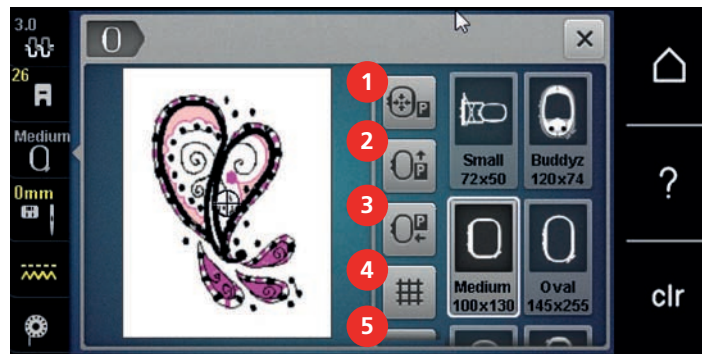 3.0
26
Medium
0mm
1
P
2
P
3
P
4
5
Small
72x50
Buddyz
120x74
Medium
100x130
Oval
145x255
?
clr